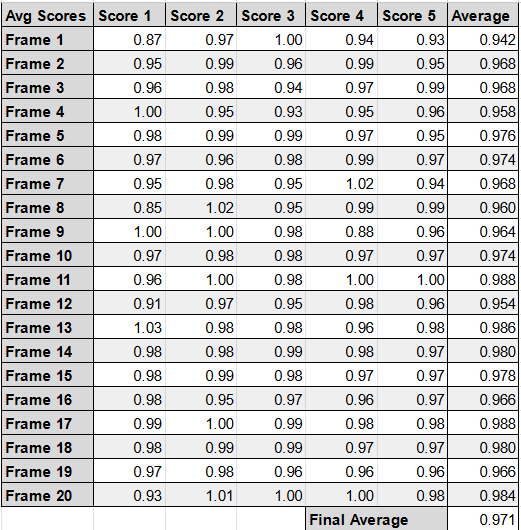 Avg Scores Score 1 Score 2 Score 3 Score 4 Score 5 Average
Frame 1 0.87 0.97 1.00 0.94 0.93 0.942
Frame 2 0.95 0.99 0.96 0.99 0.95 0.968
Frame 3 0.96 0.98 0.94 0.97 0.99 0.968
Frame 4 1.00 0.95 0.93 0.95 0.96 0.958
Frame 5 0.98 0.99 0.99 0.97 0.95 0.976
Frame 6 0.97 0.96 0.98 0.99 0.97 0.974
Frame 7 0.95 0.98 0.95 1.02 0.94 0.968
Frame 8 0.85 1.02 0.95 0.99 0.99 0.960
Frame 9 1.00 1.00 0.98 0.88 0.96 0.964
Frame 10 0.97 0.98 0.98 0.97 0.97 0.974
Frame 11 0.96 1.00 0.98 1.00 1.00 0.988
Frame 12 0.91 0.97 0.95 0.98 0.96 0.954
Frame 13 1.03 0.98 0.98 0.96 0.98 0.986
Frame 14 0.98 0.98 0.99 0.98 0.97 0.980
Frame 15 0.98 0.99 0.98 0.97 0.97 0.978
Frame 16 0.98 0.95 0.97 0.96 0.97 0.966
Frame 17 0.99 1.00 0.99 0.98 0.98 0.988
Frame 18 0.98 0.99 0.99 0.97 0.97 0.980
Frame 19 0.97 0.98 0.96 0.96 0.96 0.966
Frame 20 0.93 1.01 1.00 1.00 0.98 0.984
Final Average 0.971